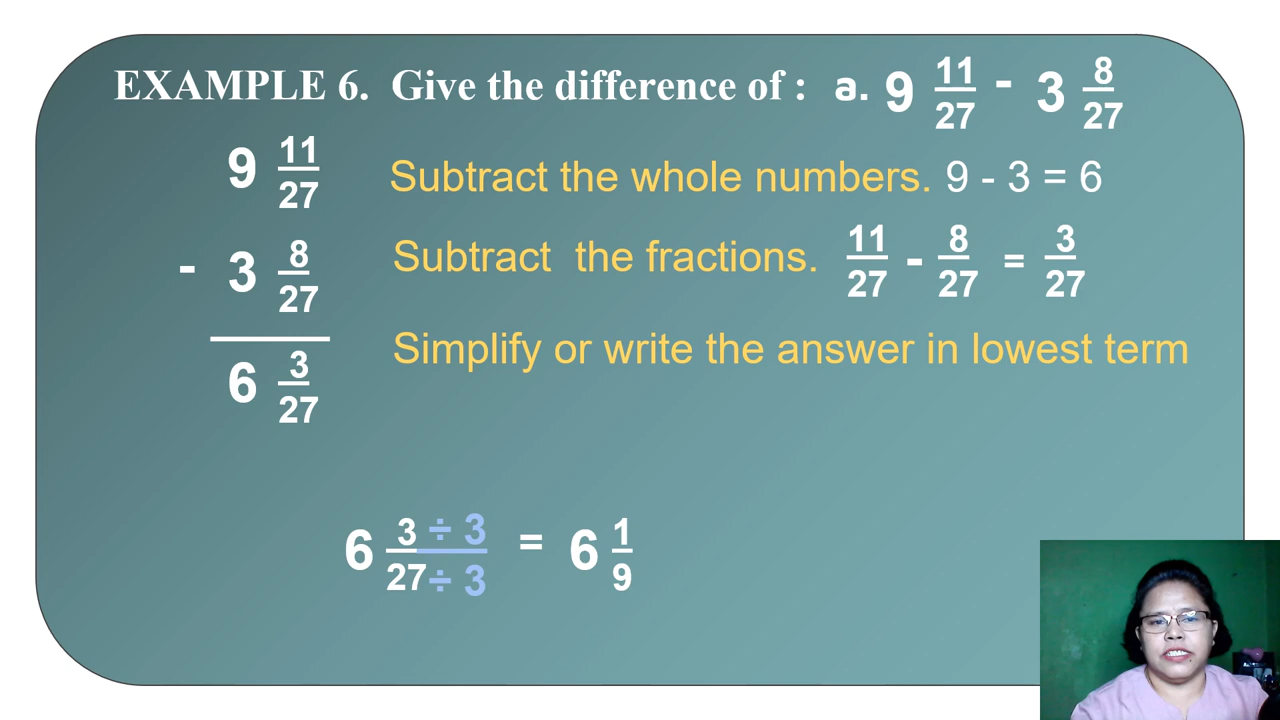 EXAMPLE 6. Give the difference of : a. 9 11/27 - 3 8/27
9 11/27
Subtract the whole numbers. 9 - 3 = 6
- 3 8/27
Subtract the fractions. 11/27 - 8/27 = 3/27
6 3/27
Simplify or write the answer in lowest term
6 3 ÷ 3/27 ÷ 3 = 6 1/9